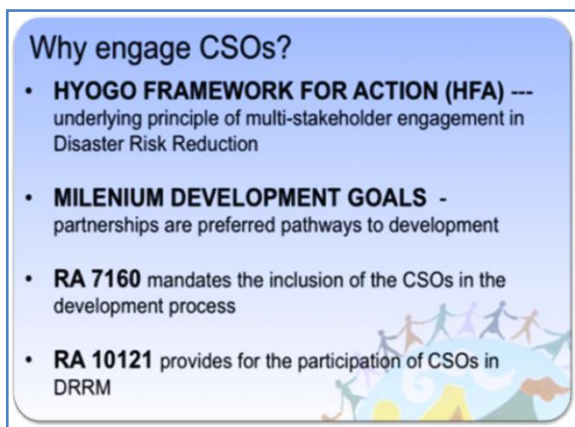 Why engage CSOs?
• HYOGO FRAMEWORK FOR ACTION (HFA) ---
underlying principle of multi-stakeholder engagement in
Disaster Risk Reduction
• MILENIUM DEVELOPMENT GOALS -
partnerships are preferred pathways to development
• RA 7160 mandates the inclusion of the CSOs in the
development process
• RA 10121 provides for the participation of CSOs in
DRRM